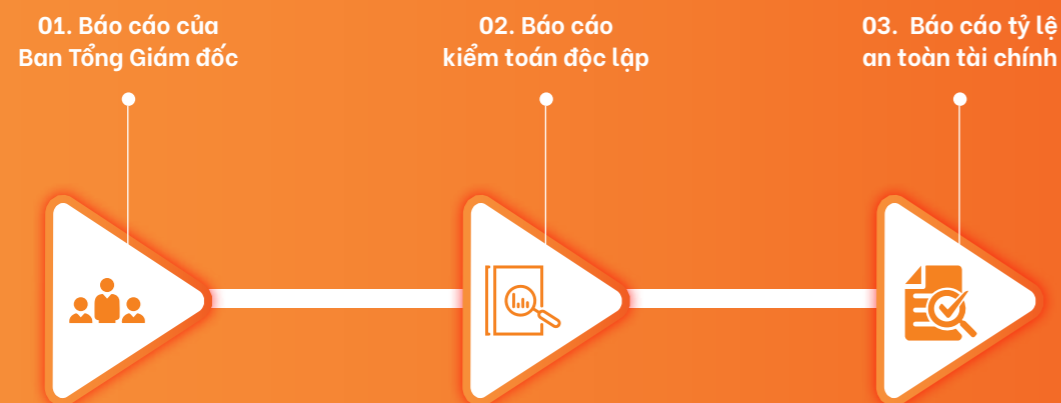 01. Báo cáo của
Ban Tổng Giám đốc
02. Báo cáo
kiểm toán độc lập
03. Báo cáo tỷ lệ
an toàn tài chính